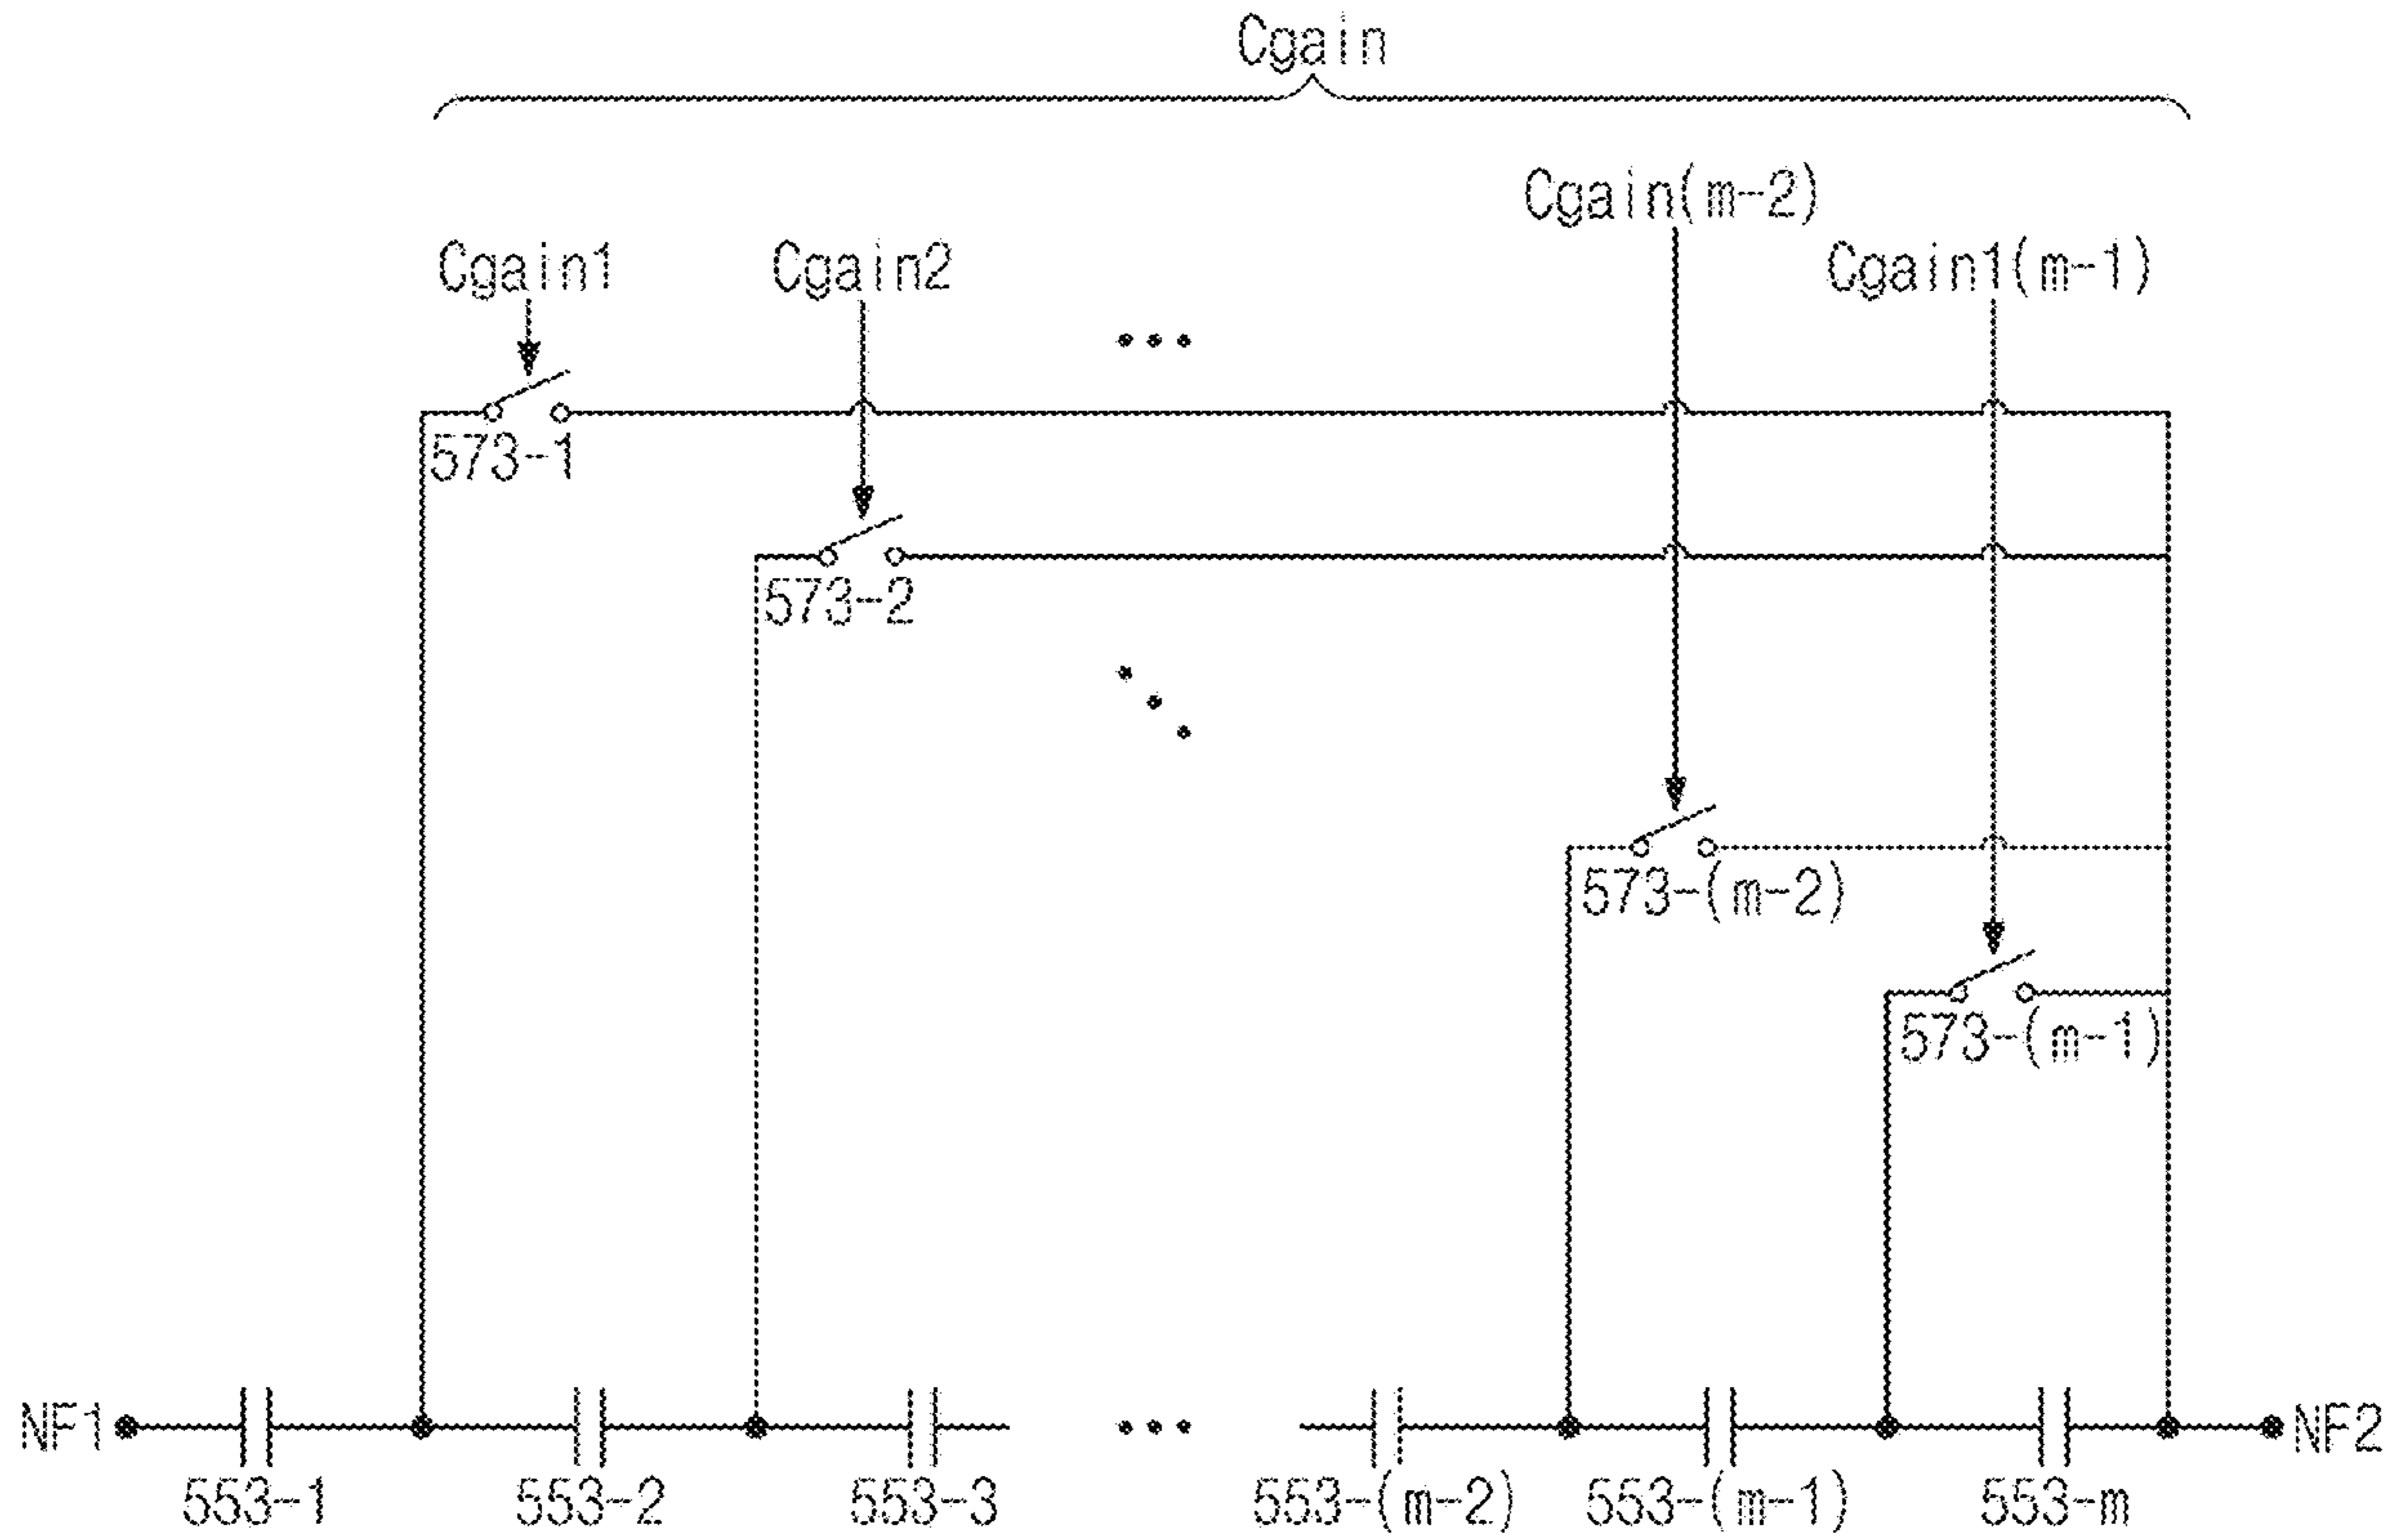 Cgain
Cgain(m-2)
Cgain1 Cgain2 Cgain1(m-1)
573-1
573-2
573-(m-2)
573-(m-1)
NF1 NF2
553-1 553-2 553-3 553-(m-2) 553-(m-1) 553-m